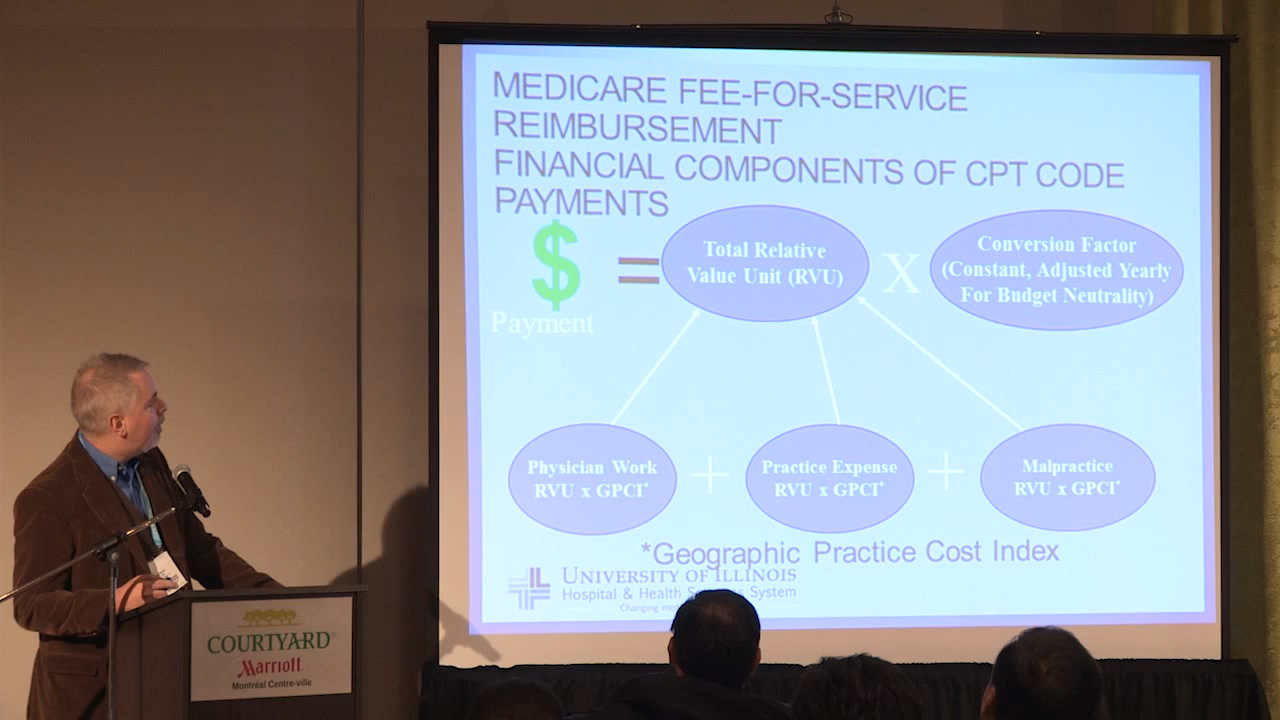 MEDICARE FEE-FOR-SERVICE
REIMBURSEMENT
FINANCIAL COMPONENTS OF CPT CODE
PAYMENTS
$
Payment
=
Total Relative
Value Unit (RVU)
X
Conversion Factor
(Constant, Adjusted Yearly
For Budget Neutrality)
Physician Work
RVU x GPCI*
+
Practice Expense
RVU x GPCI*
+
Malpractice
RVU x GPCI*
*Geographic Practice Cost Index
UNIVERSITY OF ILLINOIS
Hospital & Health System
Changing
COURTYARD®
Marriott
Montréal Centre-ville